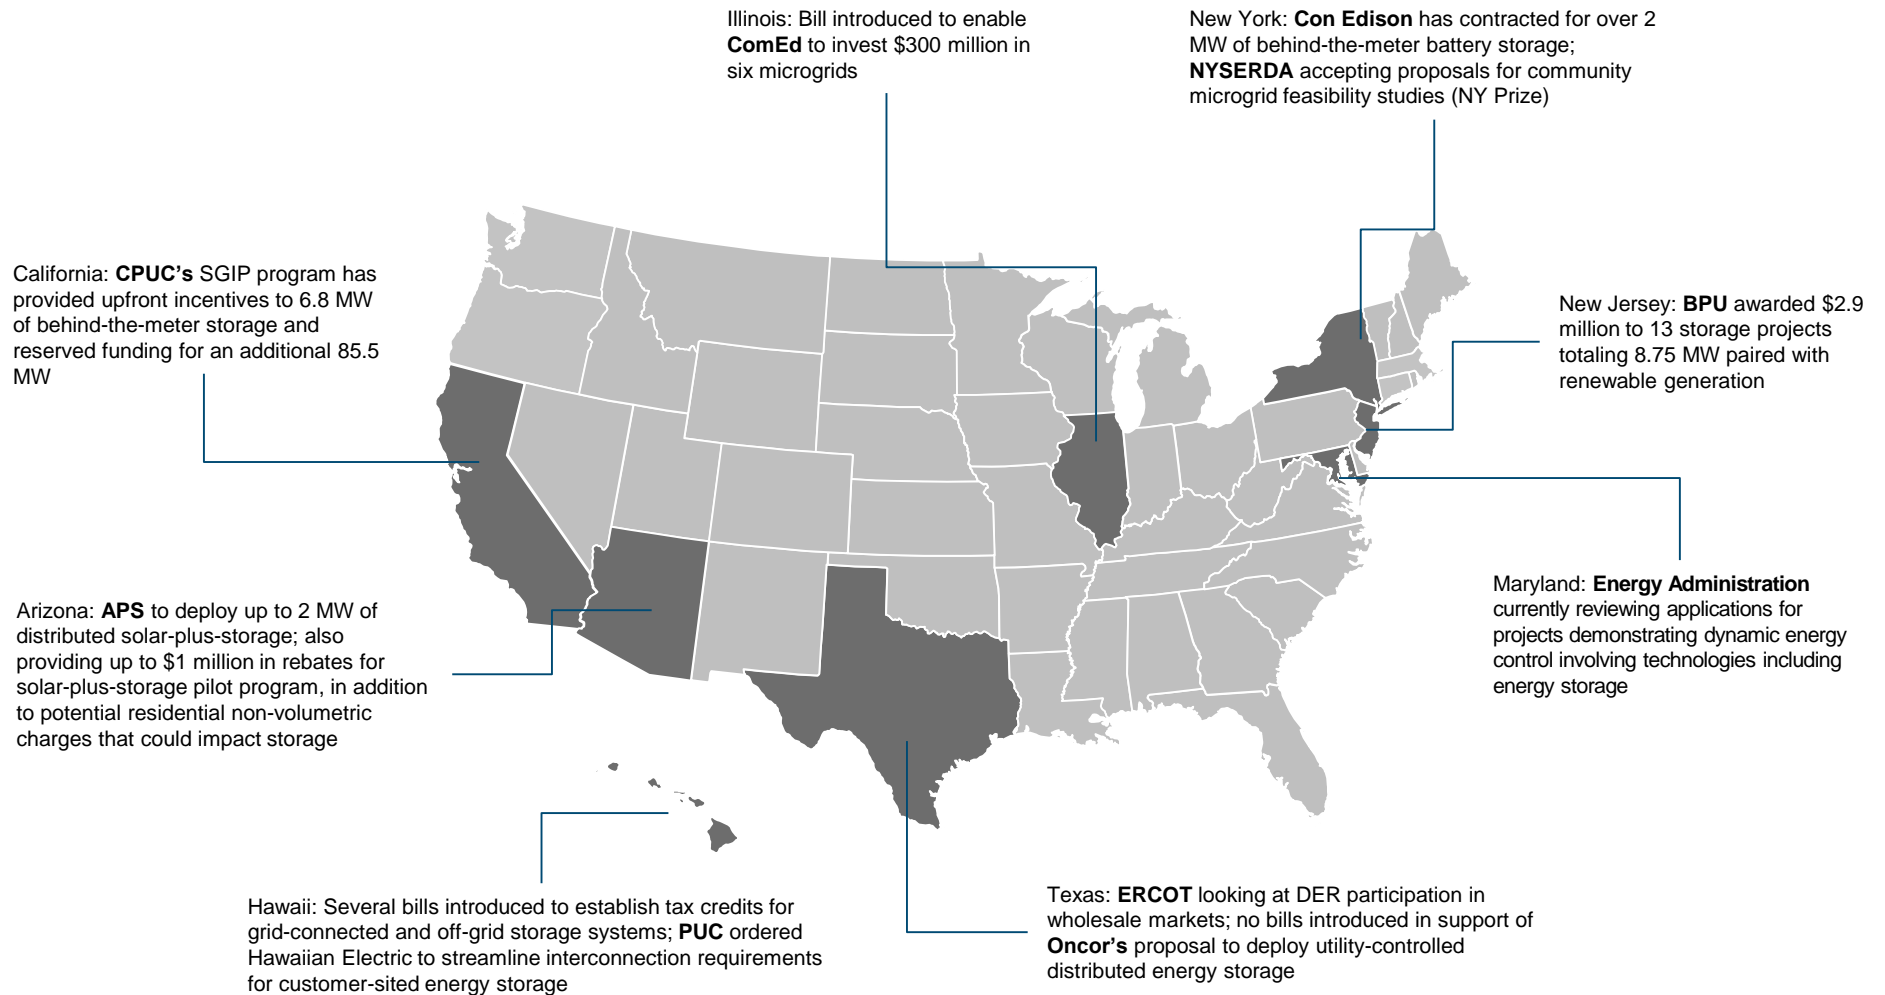 Illinois: Bill introduced to enable
ComEd to invest $300 million in
six microgrids
New York: Con Edison has contracted for over 2
MW of behind-the-meter battery storage;
NYSERDA accepting proposals for community
microgrid feasibility studies (NY Prize)
California: CPUC's SGIP program has
provided upfront incentives to 6.8 MW
of behind-the-meter storage and
reserved funding for an additional 85.5
MW
New Jersey: BPU awarded $2.9
million to 13 storage projects
totaling 8.75 MW paired with
renewable generation
Arizona: APS to deploy up to 2 MW of
distributed solar-plus-storage; also
providing up to $1 million in rebates for
solar-plus-storage pilot program, in addition
to potential residential non-volumetric
charges that could impact storage
Maryland: Energy Administration
currently reviewing applications for
projects demonstrating dynamic energy
control involving technologies including
energy storage
Hawaii: Several bills introduced to establish tax credits for
grid-connected and off-grid storage systems; PUC ordered
Hawaiian Electric to streamline interconnection requirements
for customer-sited energy storage
Texas: ERCOT looking at DER participation in
wholesale markets; no bills introduced in support of
Oncor's proposal to deploy utility-controlled
distributed energy storage